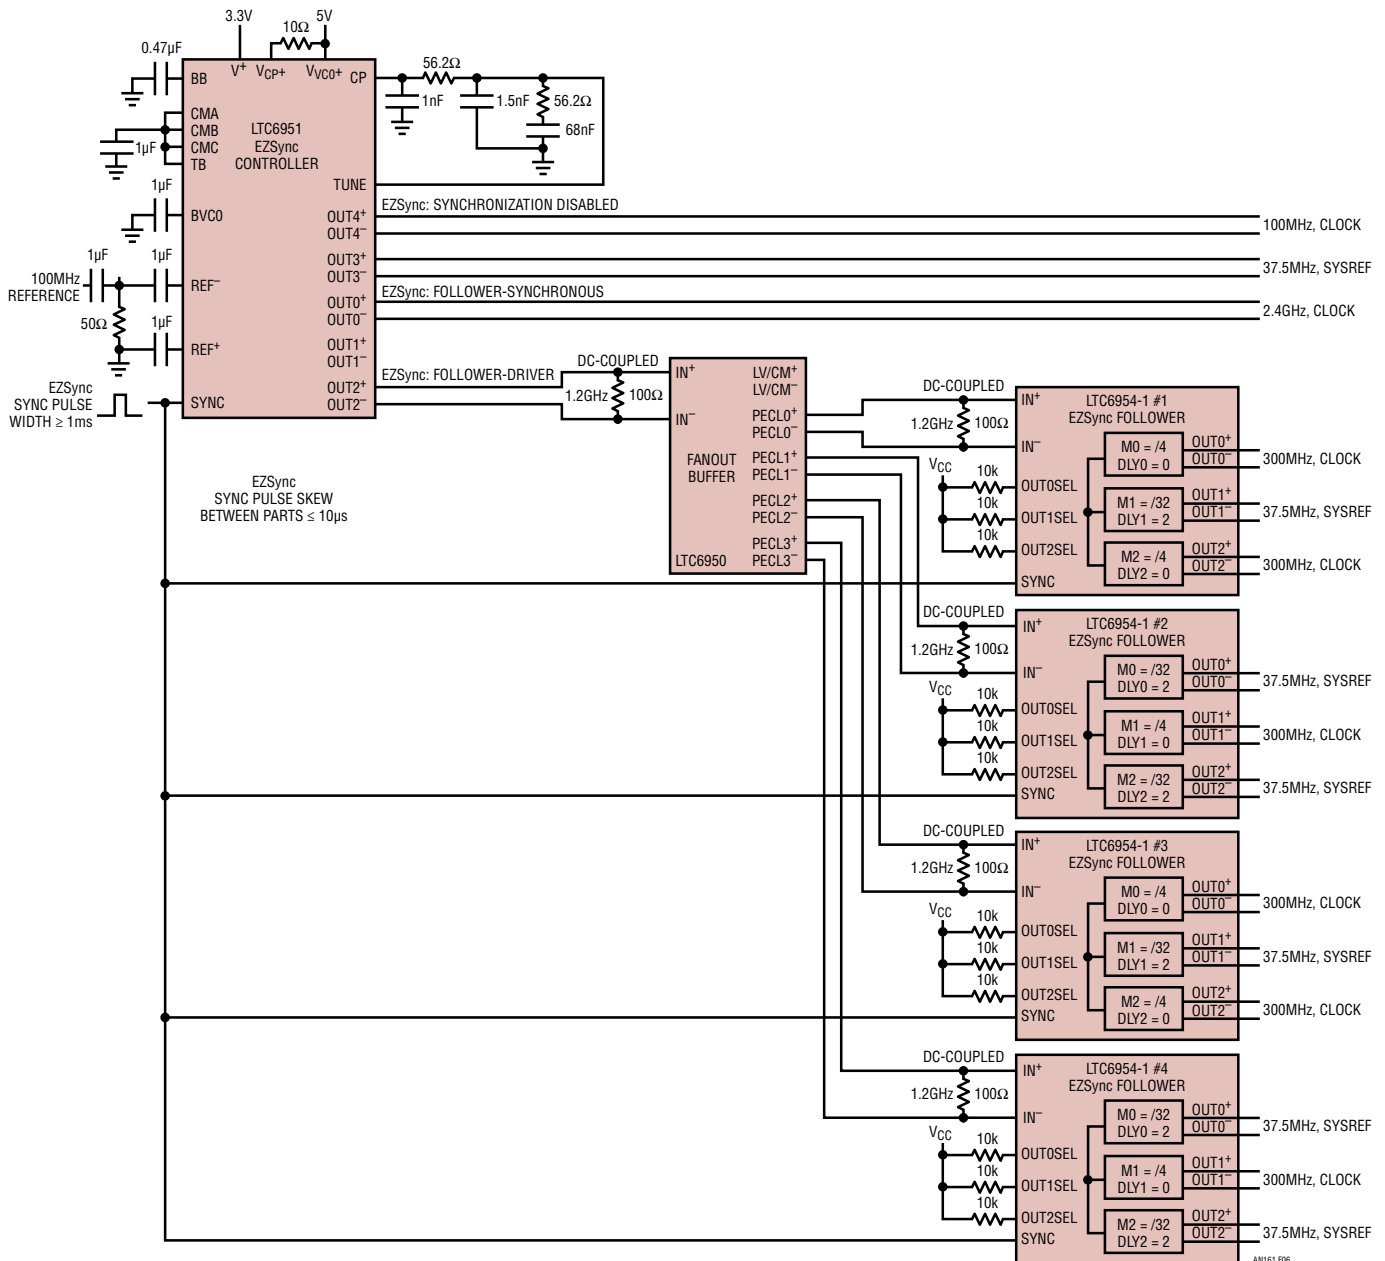 3.3V
10Ω
5V
0.47µF
BB
V+
VCP+
VVC0+
CP
56.2Ω
1nF
1.5nF
56.2Ω
68nF
CMA
CMB
CMC
TB
1µF
LTC6951
EZSync
CONTROLLER
TUNE
1µF
BVC0
EZSync: SYNCHRONIZATION DISABLED
OUT4+
OUT4–
100MHz, CLOCK
1µF
1µF
100MHz
REFERENCE
REF–
OUT3+
OUT3–
37.5MHz, SYSREF
EZSync: FOLLOWER-SYNCHRONOUS
OUT0+
OUT0–
2.4GHz, CLOCK
50Ω
1µF
REF+
OUT1+
OUT1–
EZSync: FOLLOWER-DRIVER
OUT2+
OUT2–
EZSync
SYNC PULSE
WIDTH ≥ 1ms
SYNC
EZSync
SYNC PULSE SKEW
BETWEEN PARTS ≤ 10µs
DC-COUPLED
1.2GHz
100Ω
IN+
IN–
LV/CM+
LV/CM–
PECL0+
PECL0–
FANOUT
BUFFER
PECL1+
PECL1–
PECL2+
PECL2–
PECL3+
PECL3–
LTC6950
DC-COUPLED
1.2GHz
100Ω
VCC
10k
10k
10k
IN+
IN–
OUT0SEL
OUT1SEL
OUT2SEL
SYNC
LTC6954-1 #1
EZSync FOLLOWER
M0 = /4
DLY0 = 0
OUT0+
OUT0–
300MHz, CLOCK
M1 = /32
DLY1 = 2
OUT1+
OUT1–
37.5MHz, SYSREF
M2 = /4
DLY2 = 0
OUT2+
OUT2–
300MHz, CLOCK
DC-COUPLED
1.2GHz
100Ω
VCC
10k
10k
10k
IN+
IN–
OUT0SEL
OUT1SEL
OUT2SEL
SYNC
LTC6954-1 #2
EZSync FOLLOWER
M0 = /32
DLY0 = 2
OUT0+
OUT0–
37.5MHz, SYSREF
M1 = /4
DLY1 = 0
OUT1+
OUT1–
300MHz, CLOCK
M2 = /32
DLY2 = 2
OUT2+
OUT2–
37.5MHz, SYSREF
DC-COUPLED
1.2GHz
100Ω
VCC
10k
10k
10k
IN+
IN–
OUT0SEL
OUT1SEL
OUT2SEL
SYNC
LTC6954-1 #3
EZSync FOLLOWER
M0 = /4
DLY0 = 0
OUT0+
OUT0–
300MHz, CLOCK
M1 = /32
DLY1 = 2
OUT1+
OUT1–
37.5MHz, SYSREF
M2 = /4
DLY2 = 0
OUT2+
OUT2–
300MHz, CLOCK
DC-COUPLED
1.2GHz
100Ω
VCC
10k
10k
10k
IN+
IN–
OUT0SEL
OUT1SEL
OUT2SEL
SYNC
LTC6954-1 #4
EZSync FOLLOWER
M0 = /32
DLY0 = 2
OUT0+
OUT0–
37.5MHz, SYSREF
M1 = /4
DLY1 = 0
OUT1+
OUT1–
300MHz, CLOCK
M2 = /32
DLY2 = 2
OUT2+
OUT2–
37.5MHz, SYSREF
AN161 F06